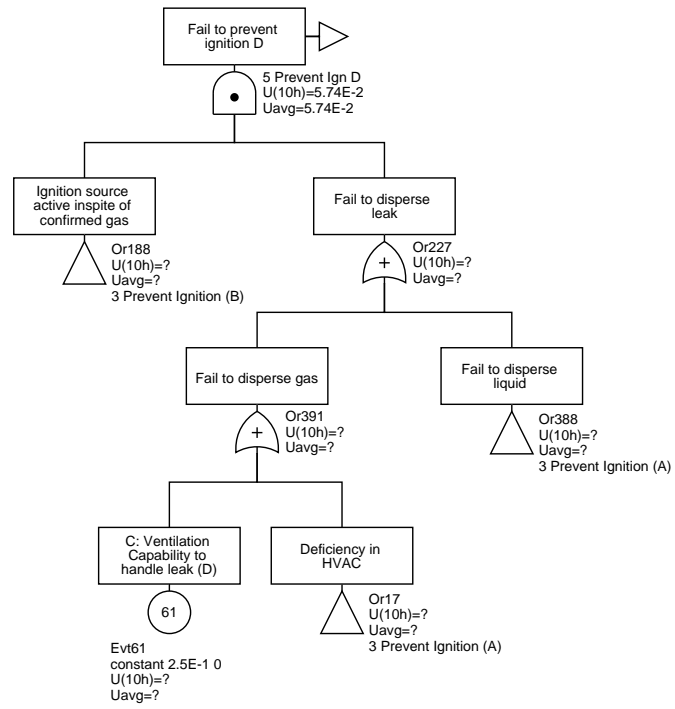 Fail to prevent
ignition D
5 Prevent Ign D
U(10h)=5.74E-2
Uavg=5.74E-2
Ignition source
active inspite of
confirmed gas
Or188
U(10h)=?
Uavg=?
3 Prevent Ignition (B)
Fail to disperse
leak
+
Or227
U(10h)=?
Uavg=?
Fail to disperse gas
+
Or391
U(10h)=?
Uavg=?
Fail to disperse
liquid
Or388
U(10h)=?
Uavg=?
3 Prevent Ignition (A)
C: Ventilation
Capability to
handle leak (D)
61
Evt61
constant 2.5E-1 0
U(10h)=?
Uavg=?
Deficiency in
HVAC
Or17
U(10h)=?
Uavg=?
3 Prevent Ignition (A)